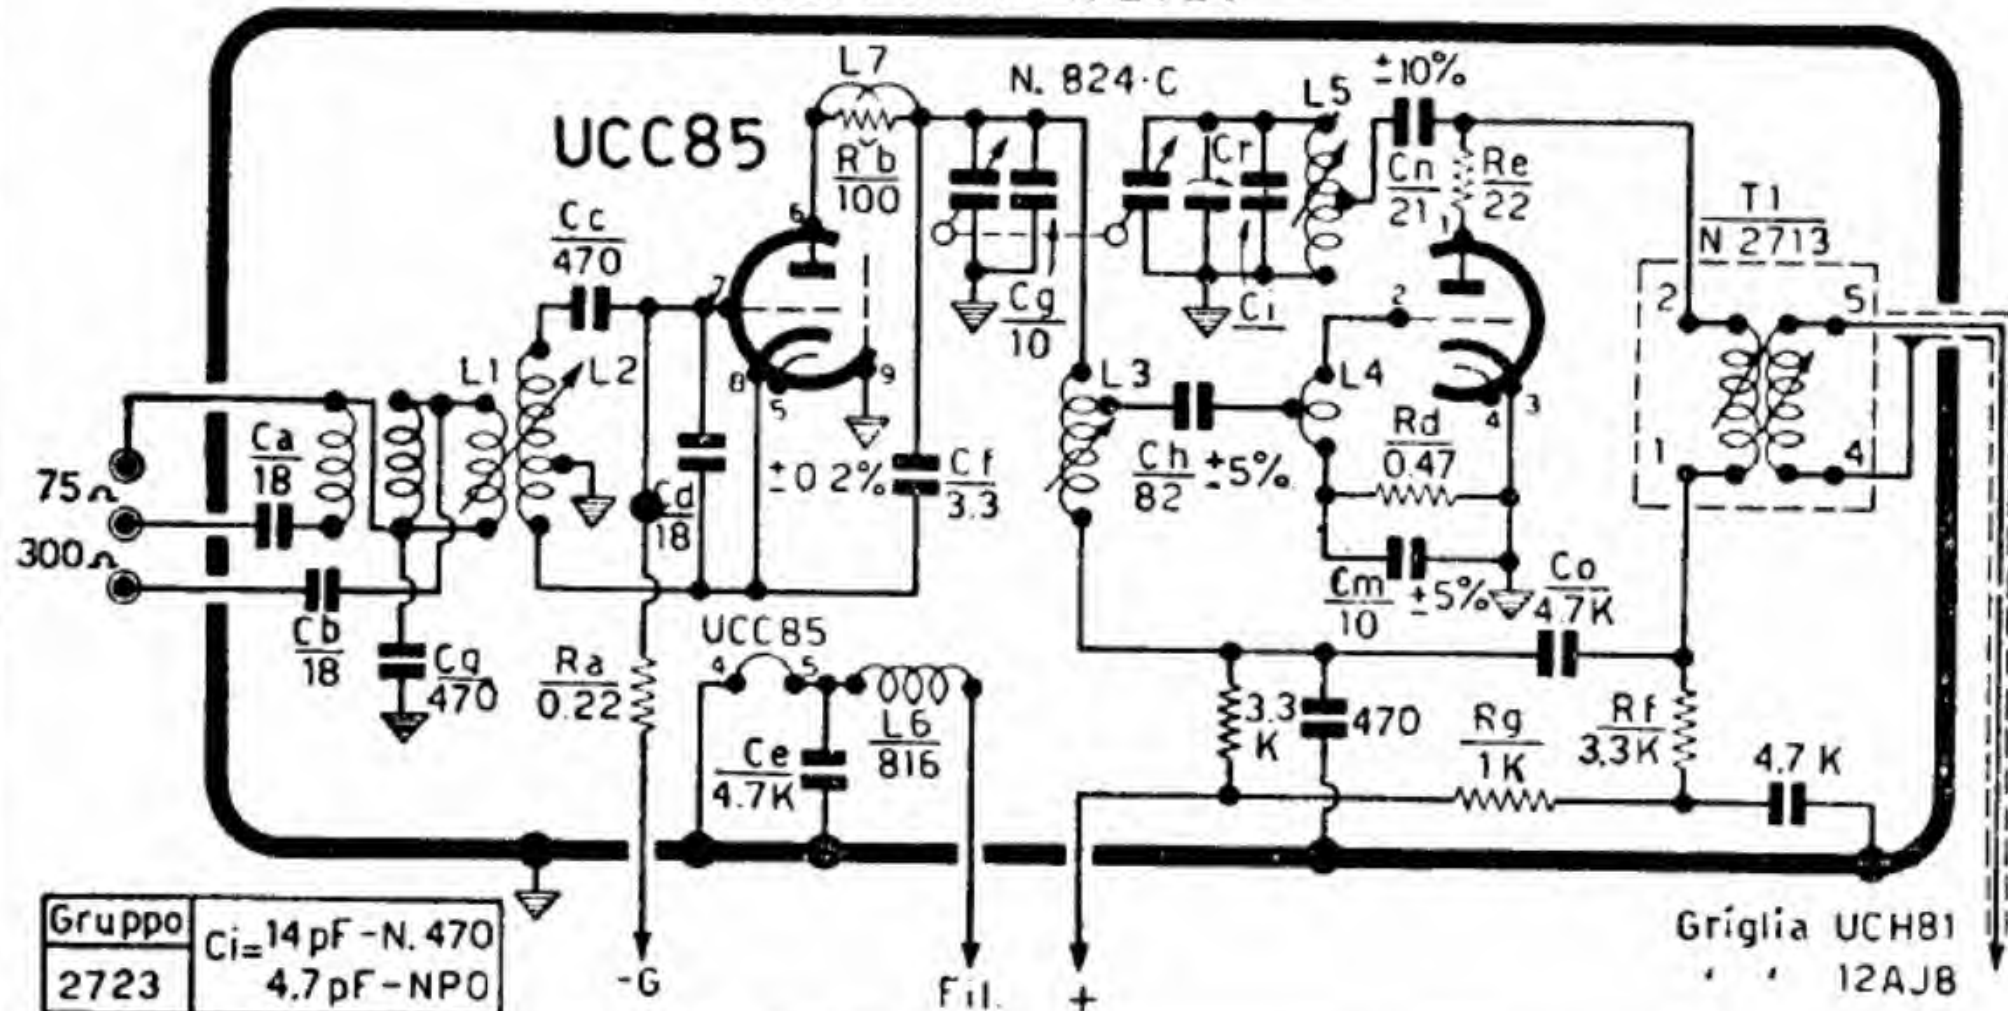 L7
N. 824·C
±10%
L5
UCC85
R b
100
Cr
Cn
21
Re
22
T1
N 2713
Cc
470
6
1
7
2
2
5
Cg
10
Ci
L1
L2
8
5
9
L3
L4
4
3
Ca
18
Rd
0.47
1
4
75Ω
±0 2%
Cf
3.3
Ch
82
±5%
Cd
18
300Ω
Cb
18
Cm
10
±5%
Co
4.7K
UCC85
4
5
Cq
470
Ra
0.22
L6
816
3.3
K
470
Rg
1K
Rf
3.3K
Ce
4.7K
4.7 K
Gruppo
2723
Ci= 14 pF - N. 470
4.7 pF - NPO
-G
Fil.
+
Griglia UCH81
' ' 12AJ8